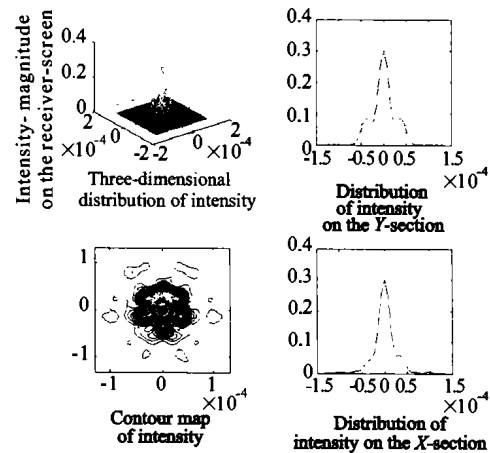 Intensity- magnitude
on the receiver-screen
0.4
0.2
0
2
×10⁻⁴
0
-2 -2
0
2
×10⁻⁴
Three-dimensional
distribution of intensity
0.4
0.3
0.2
0.1
0
-1.5 -0.5 0 0.5 1.5
×10⁻⁴
Distribution
of intensity
on the Y-section
1
0
-1
-1 0 1
×10⁻⁴
Contour map
of intensity
0.4
0.3
0.2
0.1
0
-1.5 -0.5 0 0.5 1.5
×10⁻⁴
Distribution of
intensity on the X-section